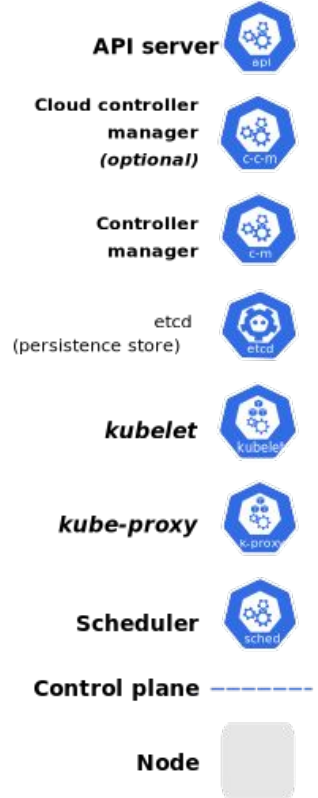 API server
api
Cloud controller
manager
(optional)
c-c-m
Controller
manager
c-m
etcd
(persistence store)
etcd
kubelet
kubelet
kube-proxy
k-proxy
Scheduler
sched
Control plane
Node